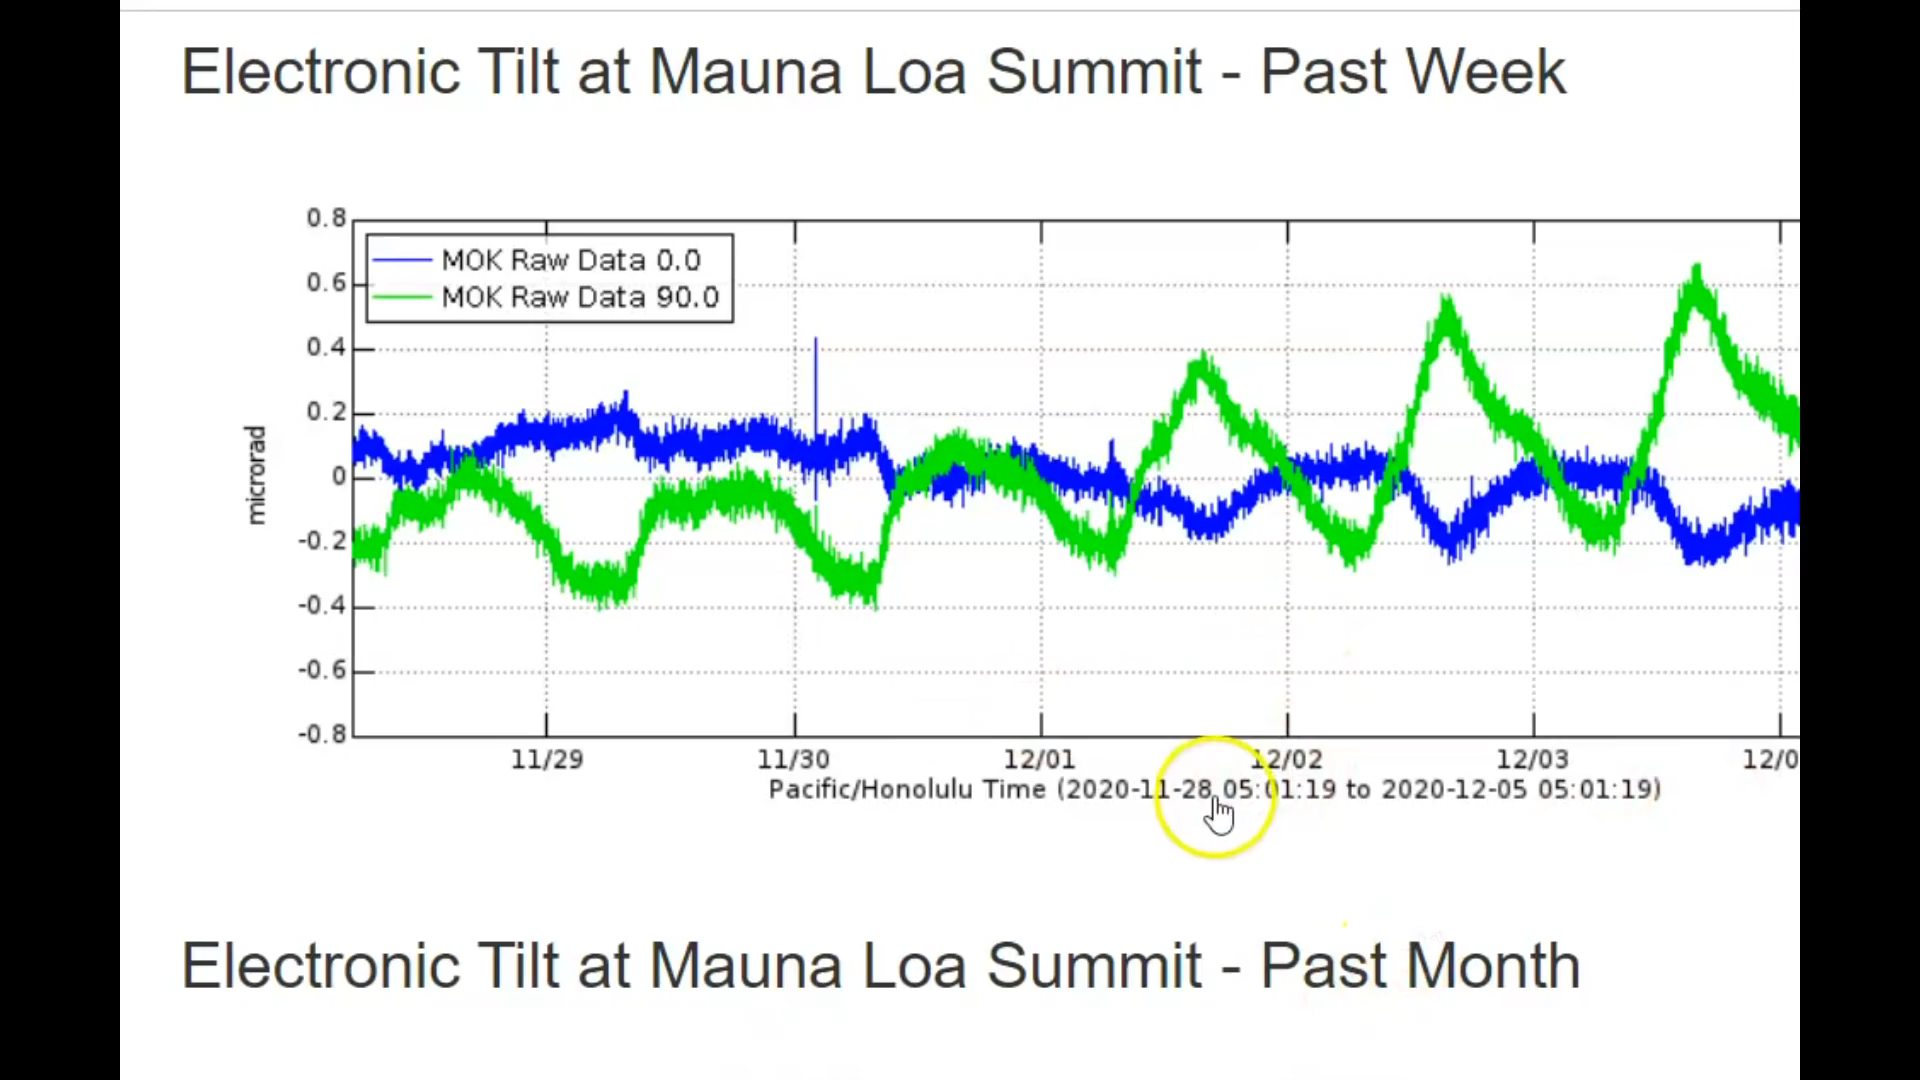 Electronic Tilt at Mauna Loa Summit - Past Week
0.8
MOK Raw Data 0.0
0.6
MOK Raw Data 90.0
0.4
0.2
0
-0.2
-0.4
-0.6
-0.8
microrad
11/29 11/30 12/01 12/02 12/03 12/0
Pacific/Honolulu Time (2020-11-28 05:01:19 to 2020-12-05 05:01:19)
Electronic Tilt at Mauna Loa Summit - Past Month